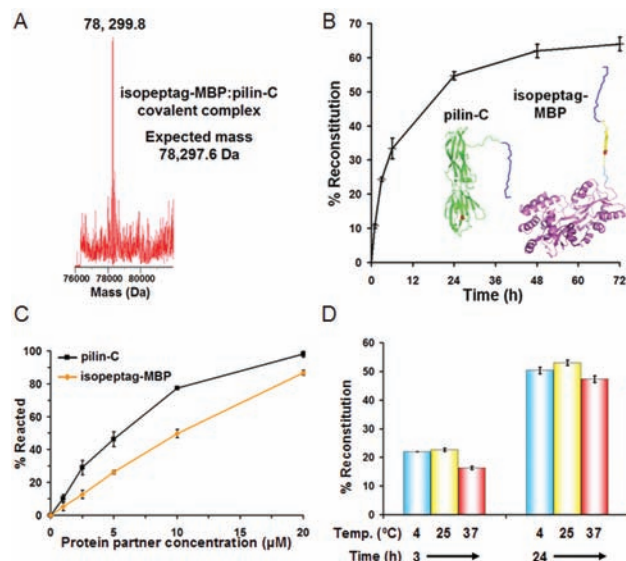 A
78, 299.8
isopeptag-MBP:pilin-C
covalent complex
Expected mass
78,297.6 Da
76000 78000 80000
Mass (Da)
B
% Reconstitution
70
60
50
40
30
20
10
0
pilin-C
isopeptag-
MBP
0 12 24 36 48 60 72
Time (h)
C
% Reacted
100
80
60
40
20
0
pilin-C
isopeptag-MBP
0 5 10 15 20
Protein partner concentration (µM)
D
% Reconstitution
60
50
40
30
20
10
0
Temp. (ºC) 4 25 37 4 25 37
Time (h) 3 24